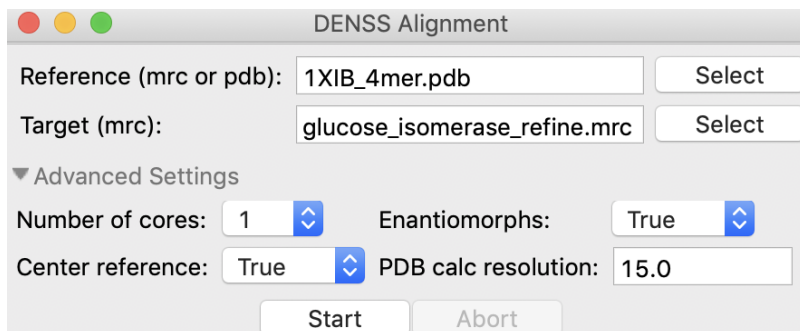 DENSS Alignment
Reference (mrc or pdb): 1XIB_4mer.pdb Select
Target (mrc): glucose_isomerase_refine.mrc Select
Advanced Settings
Number of cores: 1 Enantiomorphs: True
Center reference: True PDB calc resolution: 15.0
Start Abort